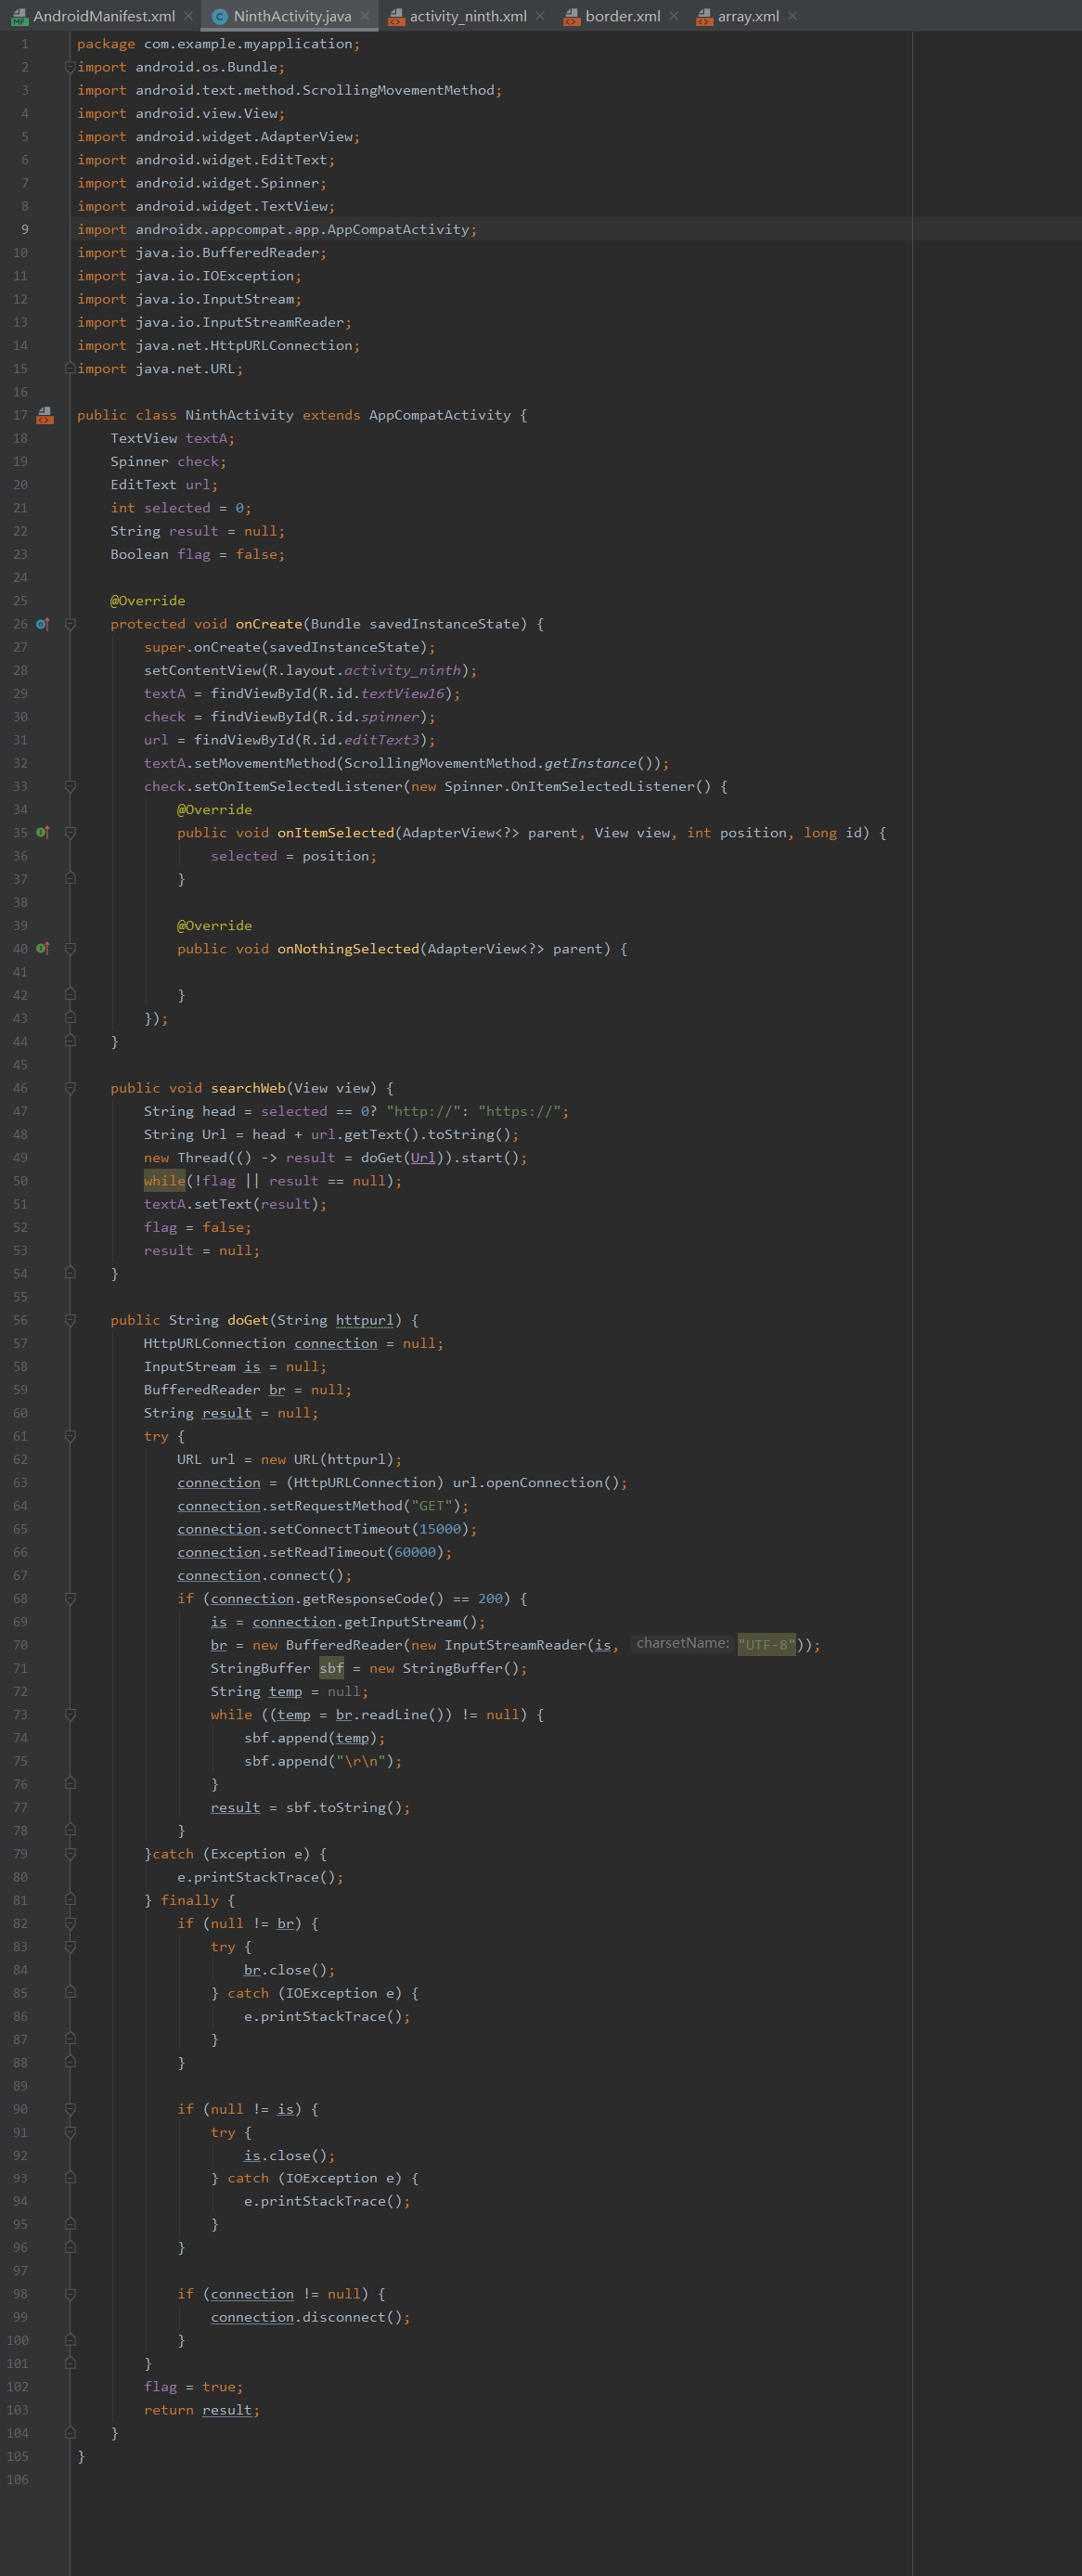 AndroidManifest.xml NinthActivity.java activity_ninth.xml border.xml array.xml
1 package com.example.myapplication;
2 import android.os.Bundle;
3 import android.text.method.ScrollingMovementMethod;
4 import android.view.View;
5 import android.widget.AdapterView;
6 import android.widget.EditText;
7 import android.widget.Spinner;
8 import android.widget.TextView;
9 import androidx.appcompat.app.AppCompatActivity;
10 import java.io.BufferedReader;
11 import java.io.IOException;
12 import java.io.InputStream;
13 import java.io.InputStreamReader;
14 import java.net.HttpURLConnection;
15 import java.net.URL;
16
17 public class NinthActivity extends AppCompatActivity {
18     TextView textA;
19     Spinner check;
20     EditText url;
21     int selected = 0;
22     String result = null;
23     Boolean flag = false;
24
25     @Override
26     protected void onCreate(Bundle savedInstanceState) {
27         super.onCreate(savedInstanceState);
28         setContentView(R.layout.activity_ninth);
29         textA = findViewById(R.id.textView16);
30         check = findViewById(R.id.spinner);
31         url = findViewById(R.id.editText3);
32         textA.setMovementMethod(ScrollingMovementMethod.getInstance());
33         check.setOnItemSelectedListener(new Spinner.OnItemSelectedListener() {
34             @Override
35             public void onItemSelected(AdapterView<?> parent, View view, int position, long id) {
36                 selected = position;
37             }
38
39             @Override
40             public void onNothingSelected(AdapterView<?> parent) {
41
42             }
43         });
44     }
45
46     public void searchWeb(View view) {
47         String head = selected == 0? "http://": "https://";
48         String Url = head + url.getText().toString();
49         new Thread(() -> result = doGet(Url)).start();
50         while(!flag || result == null);
51         textA.setText(result);
52         flag = false;
53         result = null;
54     }
55
56     public String doGet(String httpurl) {
57         HttpURLConnection connection = null;
58         InputStream is = null;
59         BufferedReader br = null;
60         String result = null;
61         try {
62             URL url = new URL(httpurl);
63             connection = (HttpURLConnection) url.openConnection();
64             connection.setRequestMethod("GET");
65             connection.setConnectTimeout(15000);
66             connection.setReadTimeout(60000);
67             connection.connect();
68             if (connection.getResponseCode() == 200) {
69                 is = connection.getInputStream();
70                 br = new BufferedReader(new InputStreamReader(is, charsetName: "UTF-8"));
71                 StringBuffer sbf = new StringBuffer();
72                 String temp = null;
73                 while ((temp = br.readLine()) != null) {
74                     sbf.append(temp);
75                     sbf.append("\r\n");
76                 }
77                 result = sbf.toString();
78             }
79         }catch (Exception e) {
80             e.printStackTrace();
81         } finally {
82             if (null != br) {
83                 try {
84                     br.close();
85                 } catch (IOException e) {
86                     e.printStackTrace();
87                 }
88             }
89
90             if (null != is) {
91                 try {
92                     is.close();
93                 } catch (IOException e) {
94                     e.printStackTrace();
95                 }
96             }
97
98             if (connection != null) {
99                 connection.disconnect();
100             }
101         }
102         flag = true;
103         return result;
104     }
105 }
106